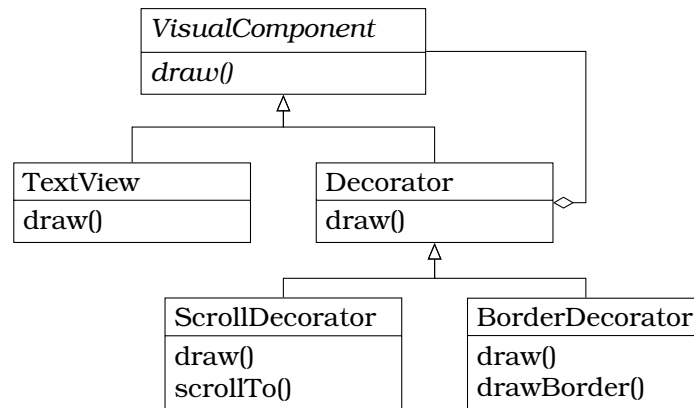 VisualComponent
draw()
TextView
draw()
Decorator
draw()
ScrollDecorator
draw()
scrollTo()
BorderDecorator
draw()
drawBorder()